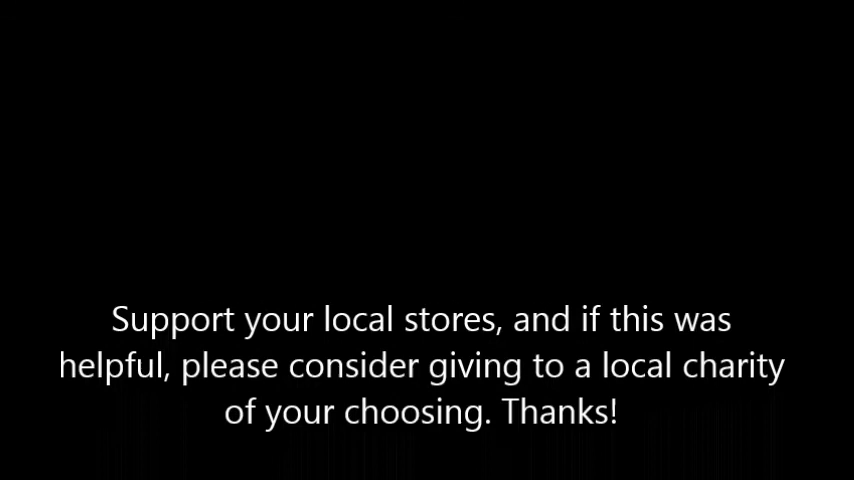 Support your local stores, and if this was
helpful, please consider giving to a local charity
of your choosing. Thanks!